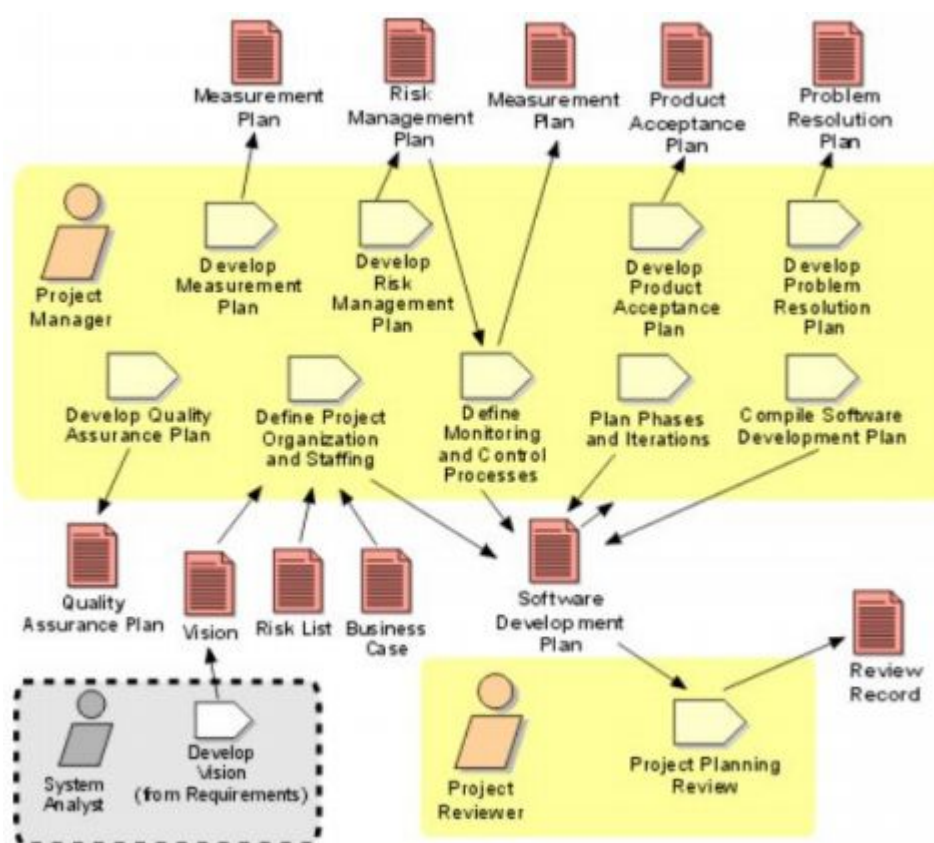 Measurement
Plan
Risk
Management
Plan
Measurement
Plan
Product
Acceptance
Plan
Problem
Resolution
Plan
Project
Manager
Develop
Measurement
Plan
Develop
Risk
Management
Plan
Develop
Product
Acceptance
Plan
Develop
Problem
Resolution
Plan
Develop Quality
Assurance Plan
Define Project
Organization
and Staffing
Define
Monitoring
and Control
Processes
Plan Phases
and Iterations
Compile Software
Development Plan
Quality
Assurance Plan
Vision
Risk List
Business
Case
Software
Development
Plan
Review
Record
System
Analyst
Develop
Vision
(from Requirements)
Project
Reviewer
Project Planning
Review